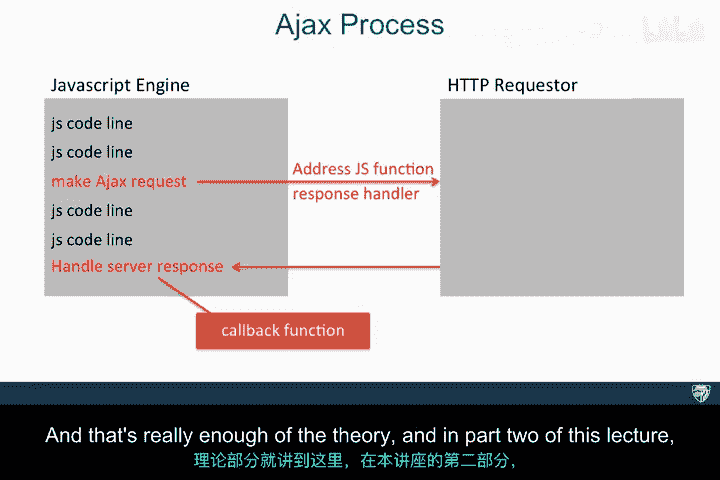 Ajax Process
Javascript Engine
js code line
js code line
make Ajax request
js code line
js code line
Handle server response
Address JS function
response handler
HTTP Requestor
callback function
And that's really enough of the theory, and in part two of this lecture,
理论部分就讲到这里，在本讲座的第二部分，